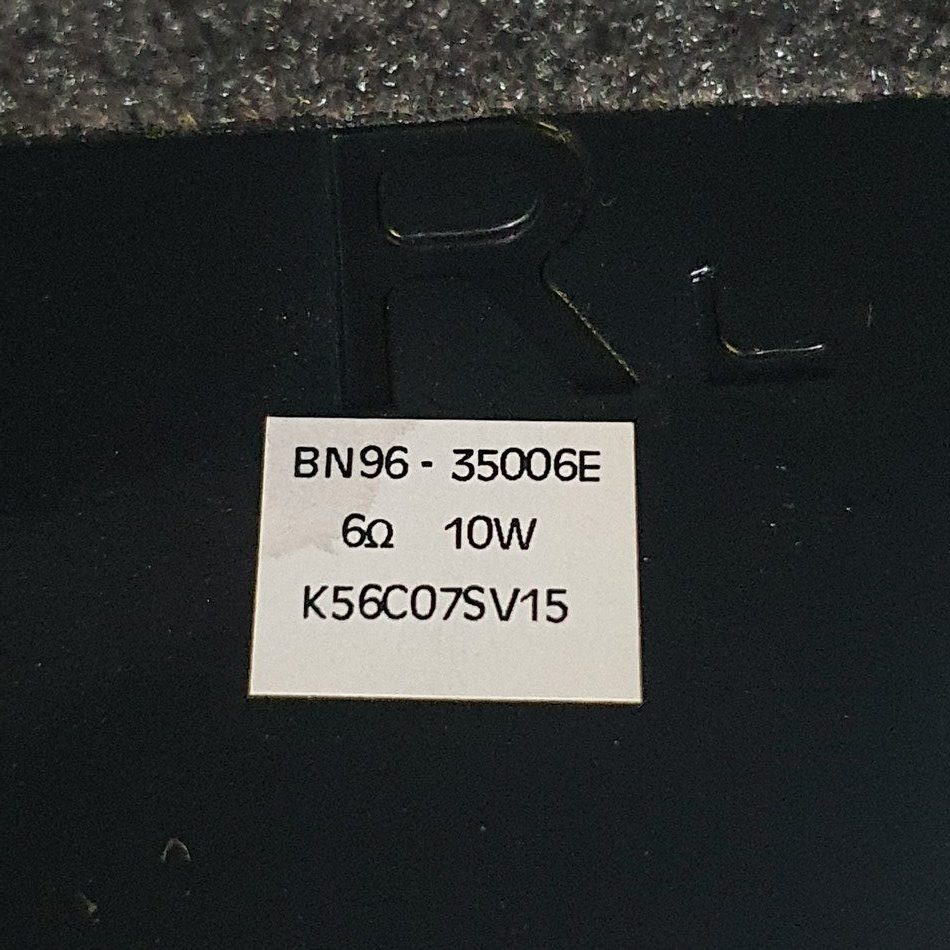 R L
BN96 - 35006E
6Ω 10W
K56C07SV15